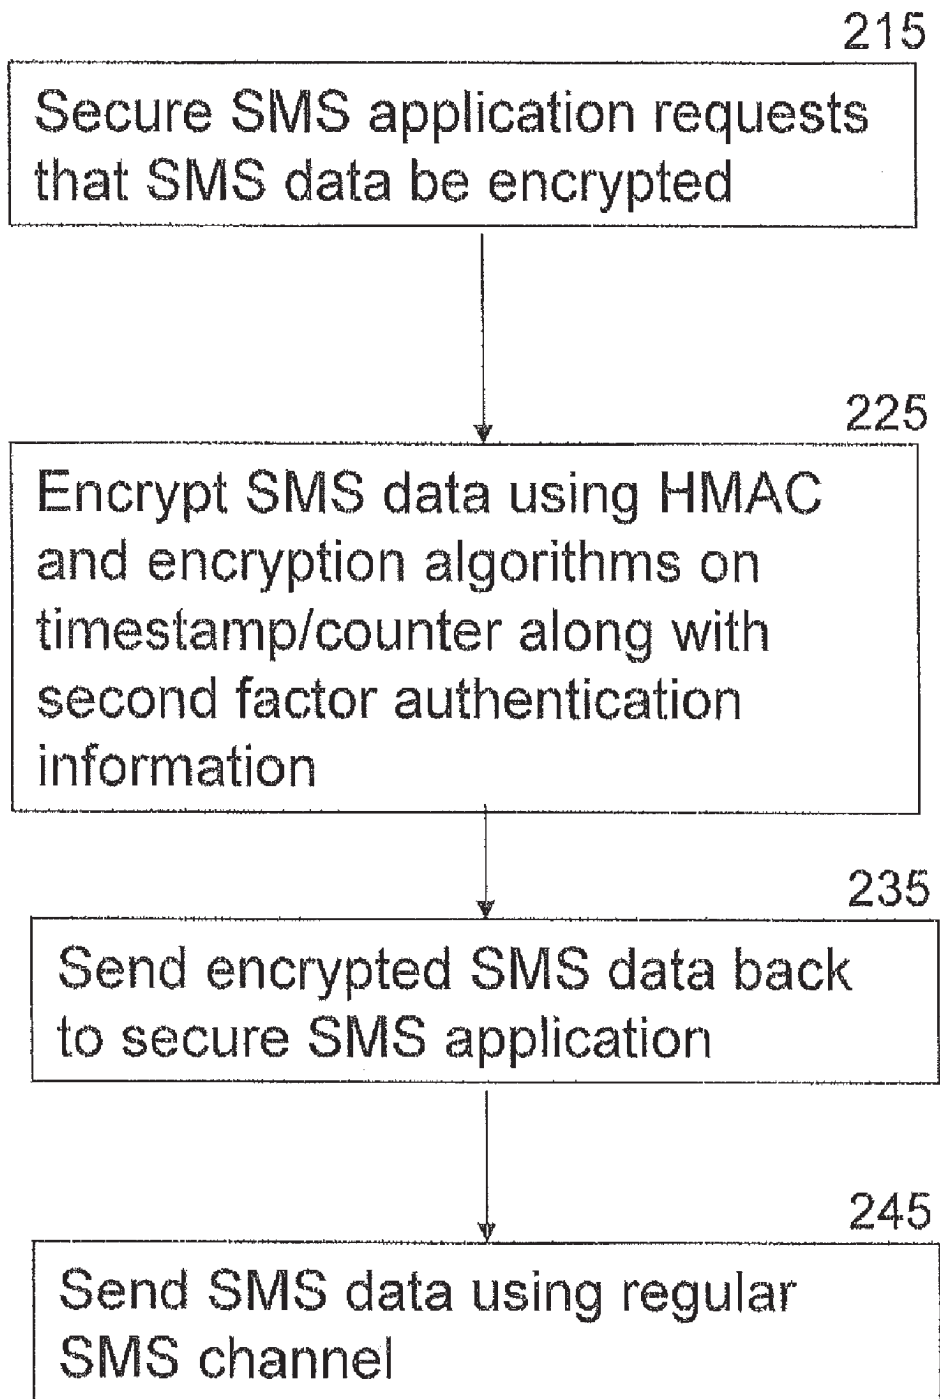 215
Secure SMS application requests
that SMS data be encrypted
225
Encrypt SMS data using HMAC
and encryption algorithms on
timestamp/counter along with
second factor authentication
information
235
Send encrypted SMS data back
to secure SMS application
245
Send SMS data using regular
SMS channel